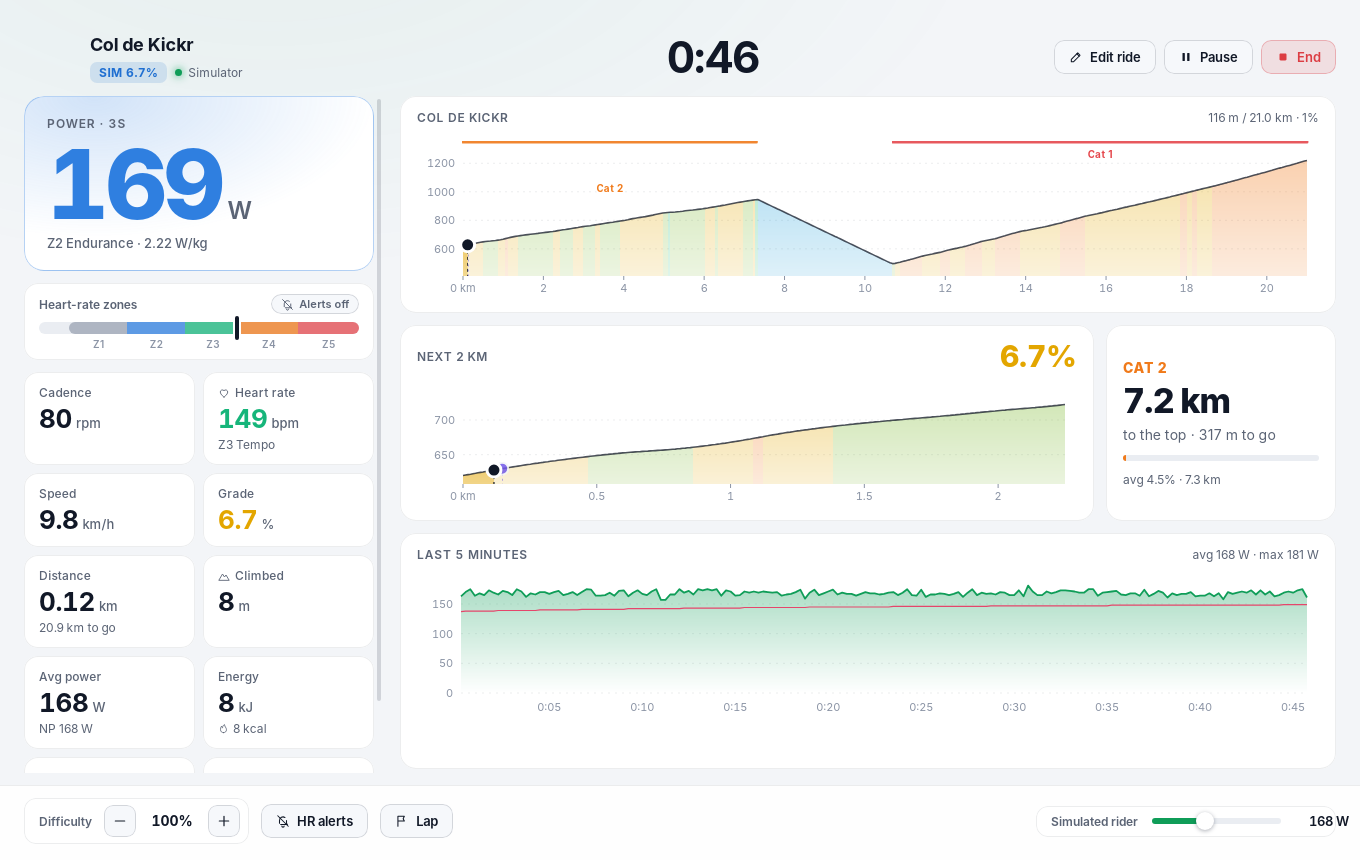 Col de Kickr
SIM 6.7% Simulator
0:46
Edit ride
Pause
End
POWER · 3S
169 W
Z2 Endurance · 2.22 W/kg
Heart-rate zones
Alerts off
Z1 Z2 Z3 Z4 Z5
Cadence
80 rpm
Heart rate
149 bpm
Z3 Tempo
Speed
9.8 km/h
Grade
6.7 %
Distance
0.12 km
20.9 km to go
Climbed
8 m
Avg power
168 W
NP 168 W
Energy
8 kJ
8 kcal
COL DE KICKR
116 m / 21.0 km · 1%
Cat 1
Cat 2
1200
1000
800
600
0 km 2 4 6 8 10 12 14 16 18 20
NEXT 2 KM
6.7%
700
650
0 km 0.5 1 1.5 2
CAT 2
7.2 km
to the top · 317 m to go
avg 4.5% · 7.3 km
LAST 5 MINUTES
avg 168 W · max 181 W
150
100
50
0
0:05 0:10 0:15 0:20 0:25 0:30 0:35 0:40 0:45
Difficulty − 100% +
HR alerts
Lap
Simulated rider
168 W